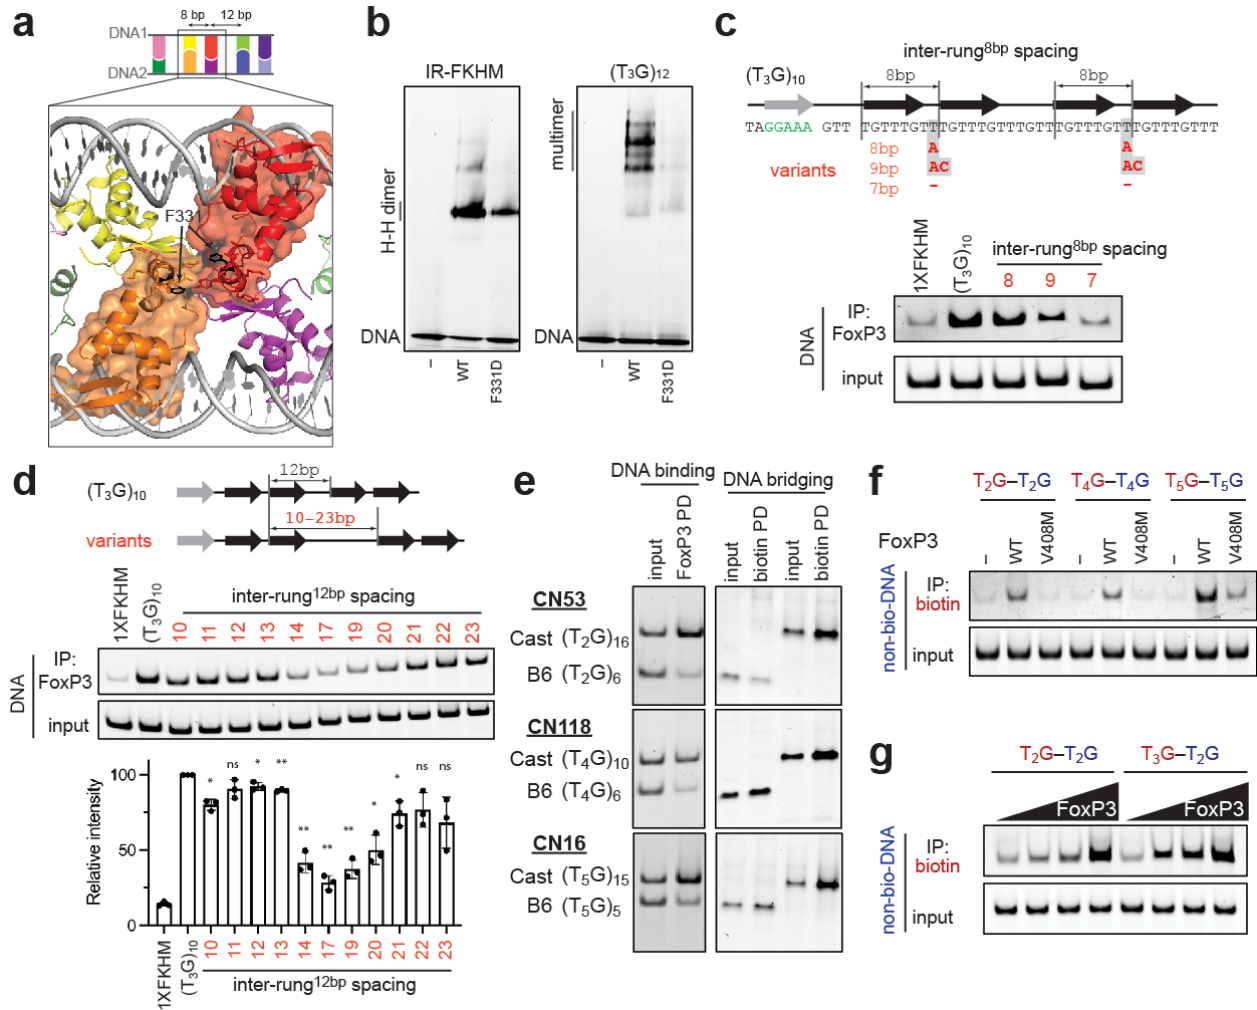 a
8 bp
12 bp
DNA1
DNA2
F331
b
IR-FKHM
(T₃G)₁₂
H-H dimer
multimer
DNA
DNA
–
WT
F331D
–
WT
F331D
c
inter-rung⁸ᵇᵖ spacing
(T₃G)₁₀
8bp
8bp
TAGGAAA GTT TGTTTGTTTGTTTGTTTGTTTGTTTGTTTGTTTGTTT
variants
8bp A A
9bp AC AC
7bp – –
1XFKHM
(T₃G)₁₀
inter-rung⁸ᵇᵖ spacing
8 9 7
DNA
IP:
FoxP3
input
d
(T₃G)₁₀
12bp
variants
10–23bp
1XFKHM
(T₃G)₁₀
inter-rung¹²ᵇᵖ spacing
10 11 12 13 14 17 19 20 21 22 23
DNA
IP:
FoxP3
input
Relative intensity
100
50
0
* ns * ** ** ** ** * * ns ns
1XFKHM
(T₃G)₁₀
10 11 12 13 14 17 19 20 21 22 23
inter-rung¹²ᵇᵖ spacing
e
DNA binding
DNA bridging
input
FoxP3 PD
input
biotin PD
input
biotin PD
CN53
Cast (T₂G)₁₆
B6 (T₂G)₆
CN118
Cast (T₄G)₁₀
B6 (T₄G)₆
CN16
Cast (T₅G)₁₅
B6 (T₅G)₅
f
T₂G–T₂G T₄G–T₄G T₅G–T₅G
FoxP3
– WT V408M – WT V408M – WT V408M
non-bio-DNA
IP:
biotin
input
g
T₂G–T₂G T₃G–T₂G
FoxP3 FoxP3
non-bio-DNA
IP:
biotin
input